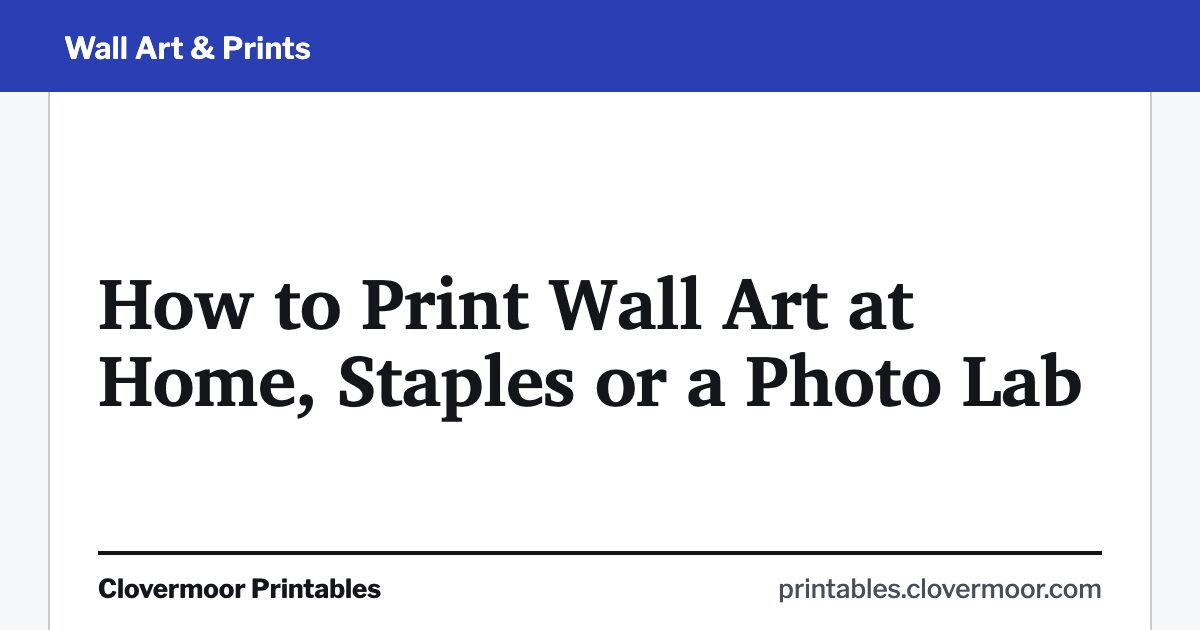 Wall Art & Prints
How to Print Wall Art at
Home, Staples or a Photo Lab
Clovermoor Printables
printables.clovermoor.com